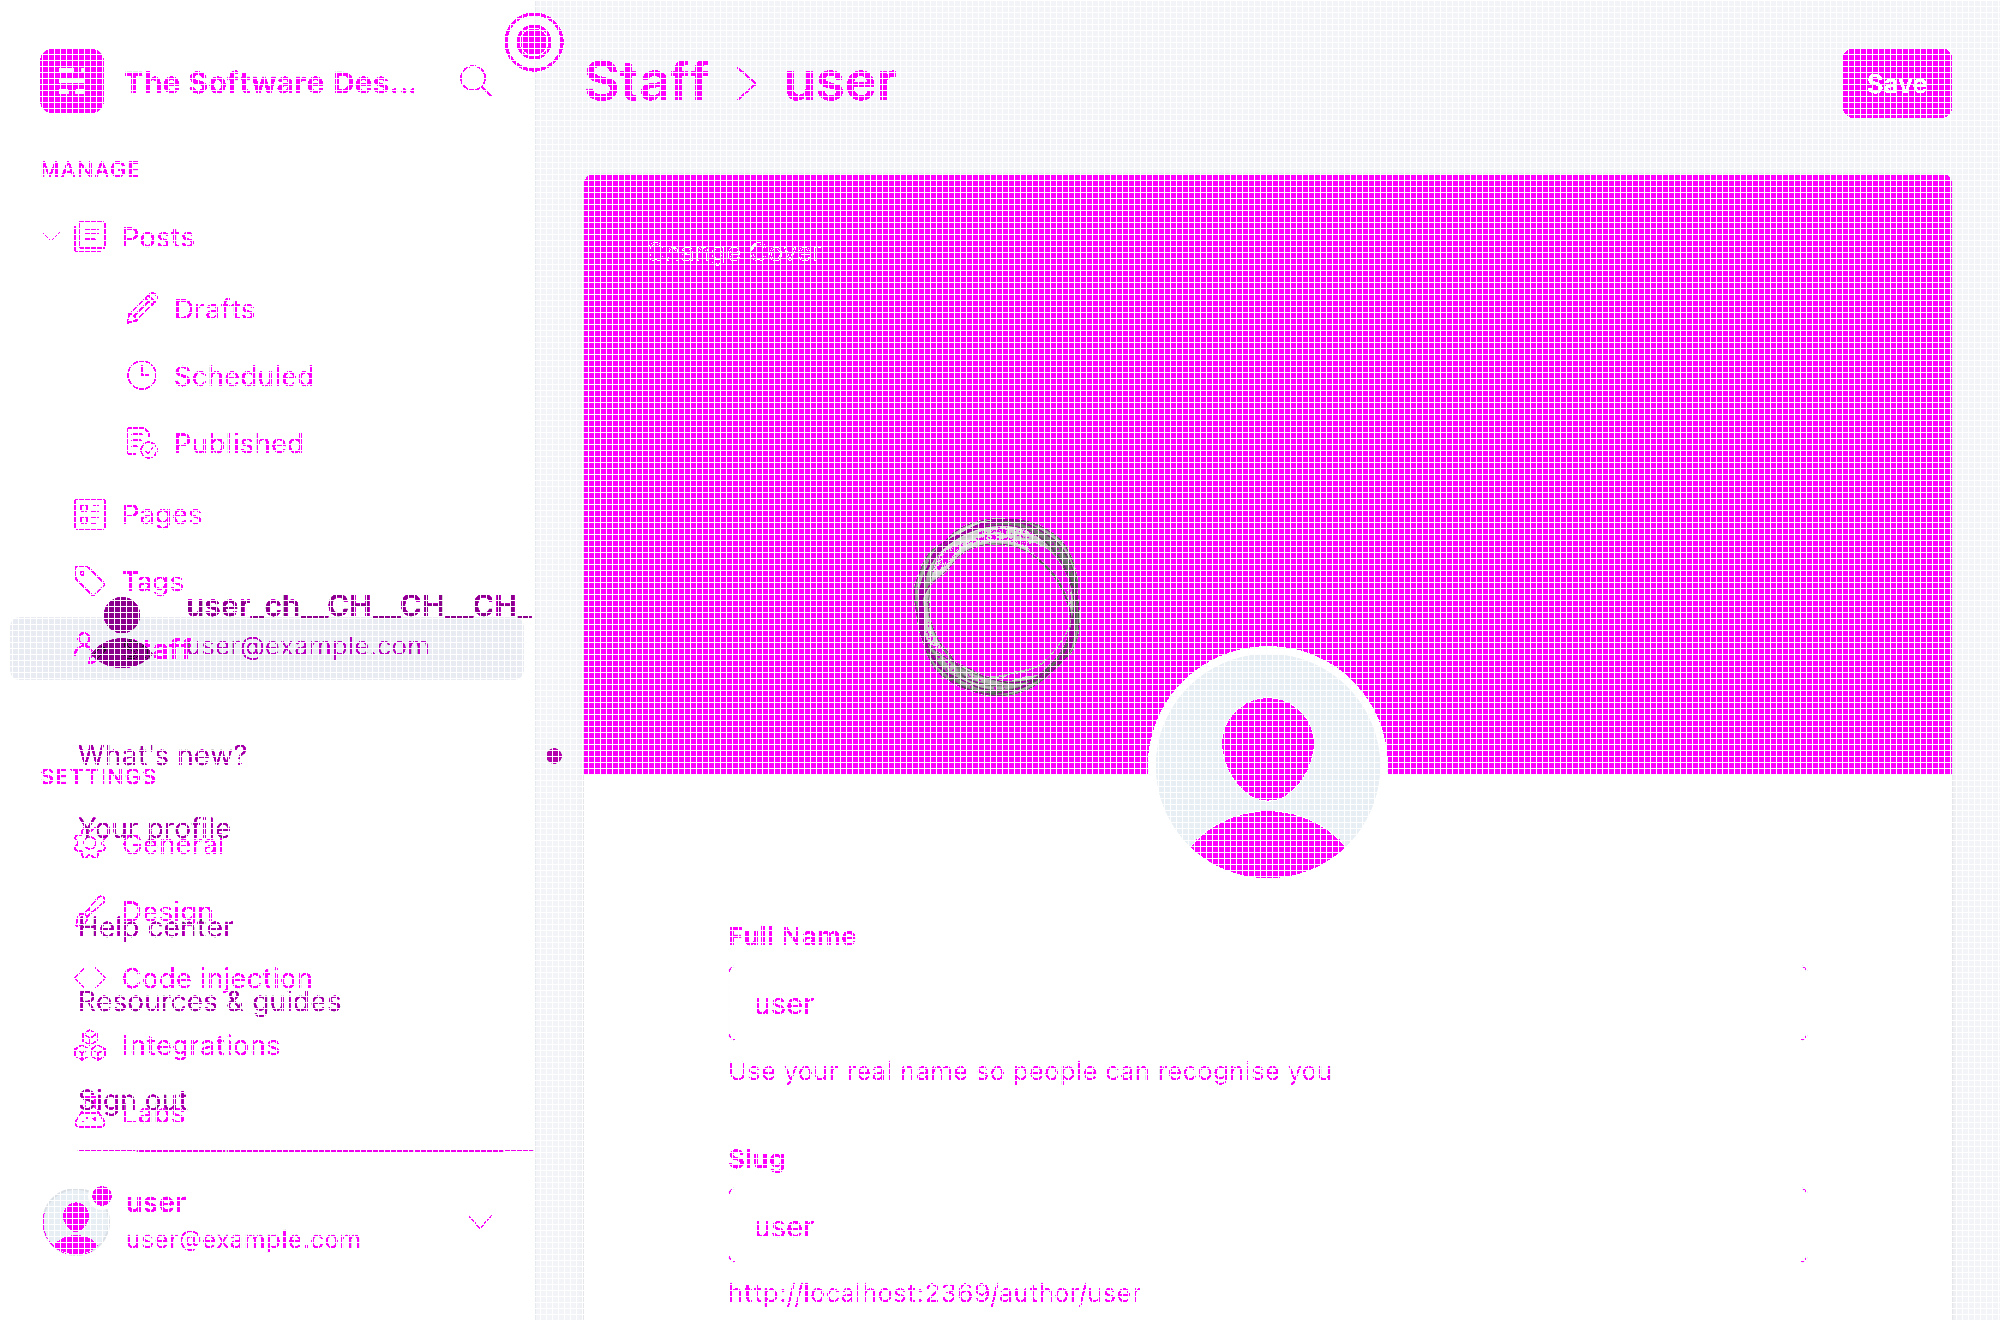 The Software Des...
Staff > user
Save
MANAGE
Posts
Change Cover
Drafts
Scheduled
Published
Pages
Tags
user_ch__CH__CH__CH_
Staff
user@example.com
What's new?
SETTINGS
Your profile
General
Design
Help center
Code injection
Resources & guides
Integrations
Sign out
Labs
user
user@example.com
Full Name
user
Use your real name so people can recognise you
Slug
user
http://localhost:2369/author/user